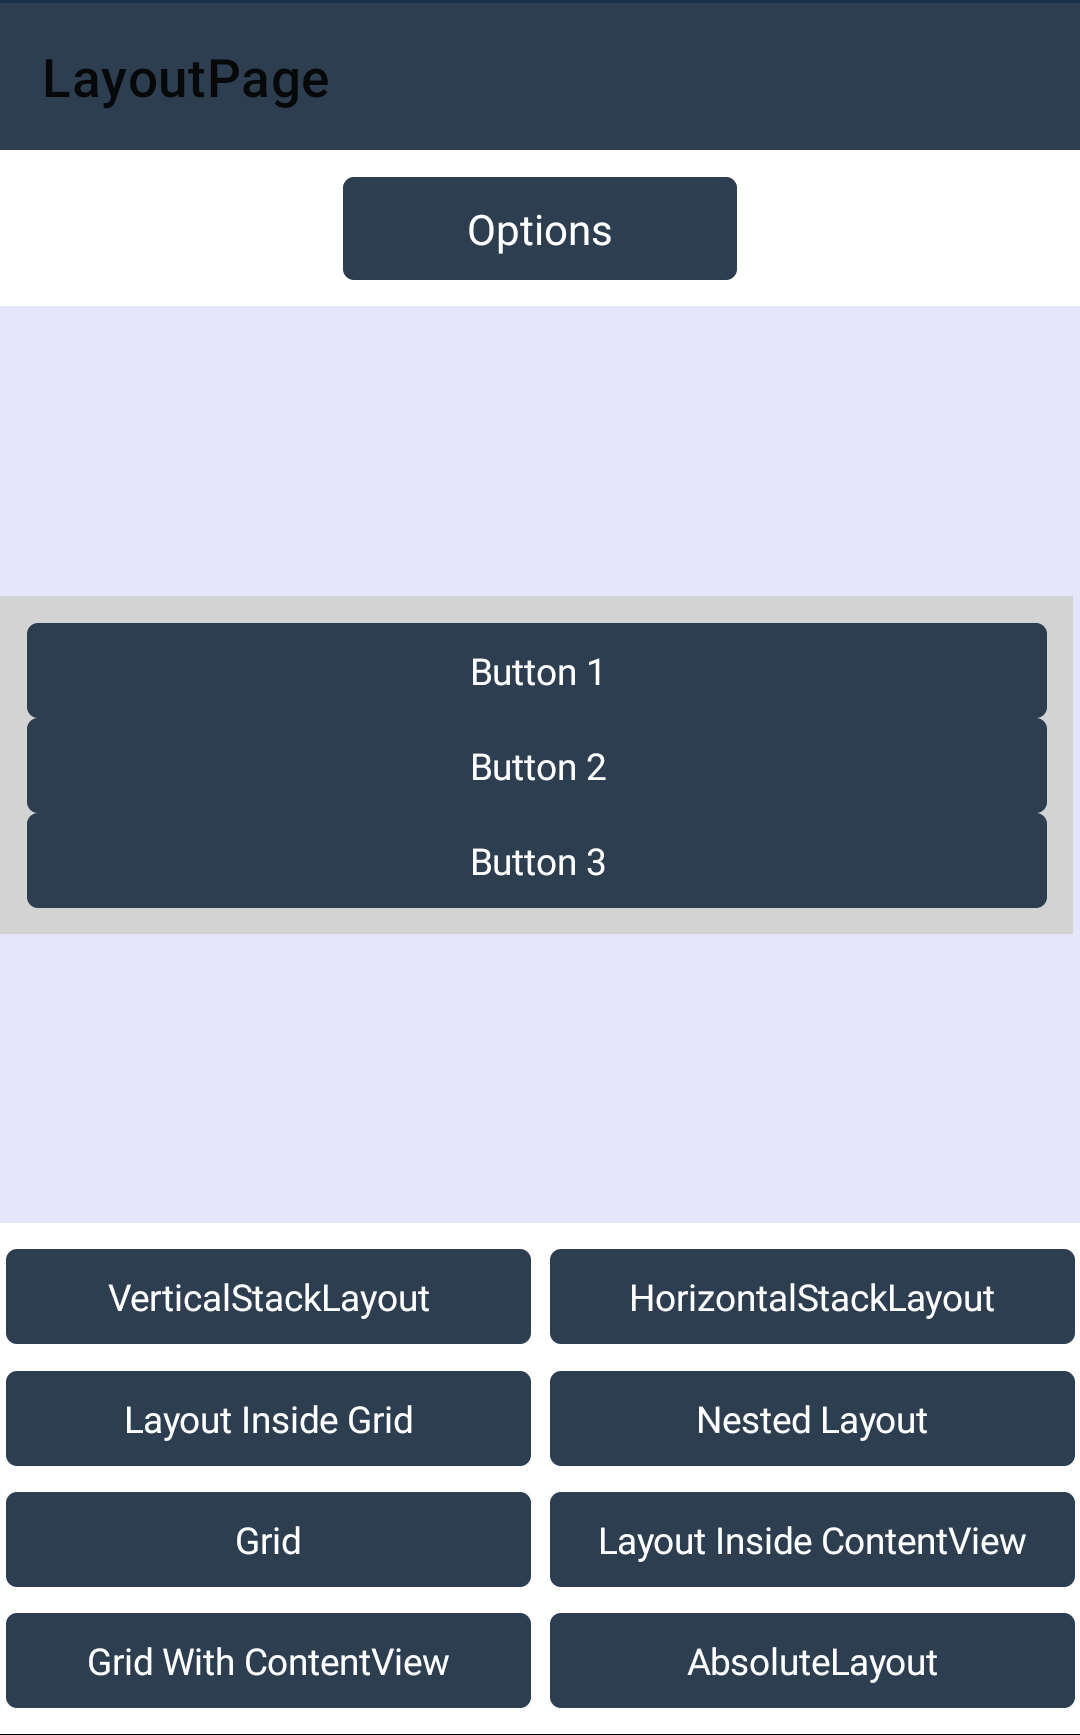 LayoutPage
Options
Button 1
Button 2
Button 3
VerticalStackLayout
HorizontalStackLayout
Layout Inside Grid
Nested Layout
Grid
Layout Inside ContentView
Grid With ContentView
AbsoluteLayout